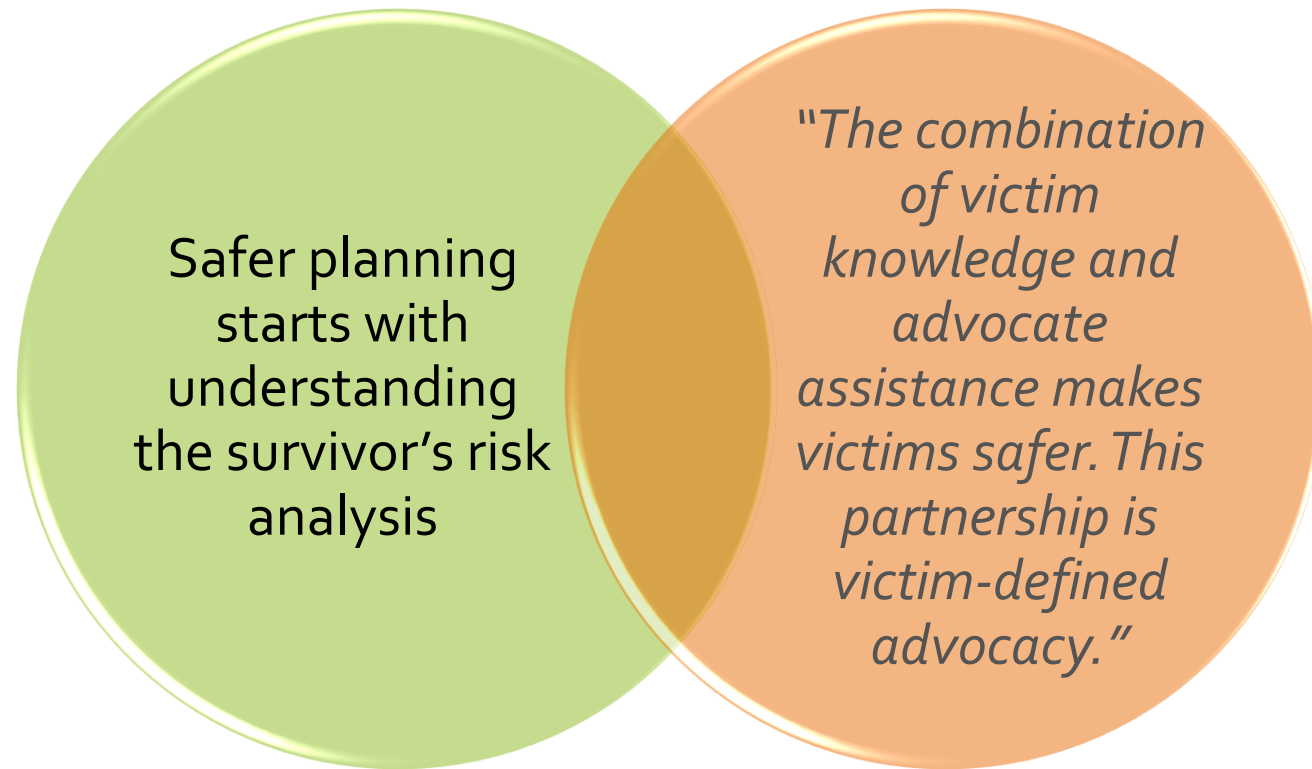 Safer planning
starts with
understanding
the survivor’s risk
analysis
“The combination
of victim
knowledge and
advocate
assistance makes
victims safer. This
partnership is
victim-defined
advocacy.”